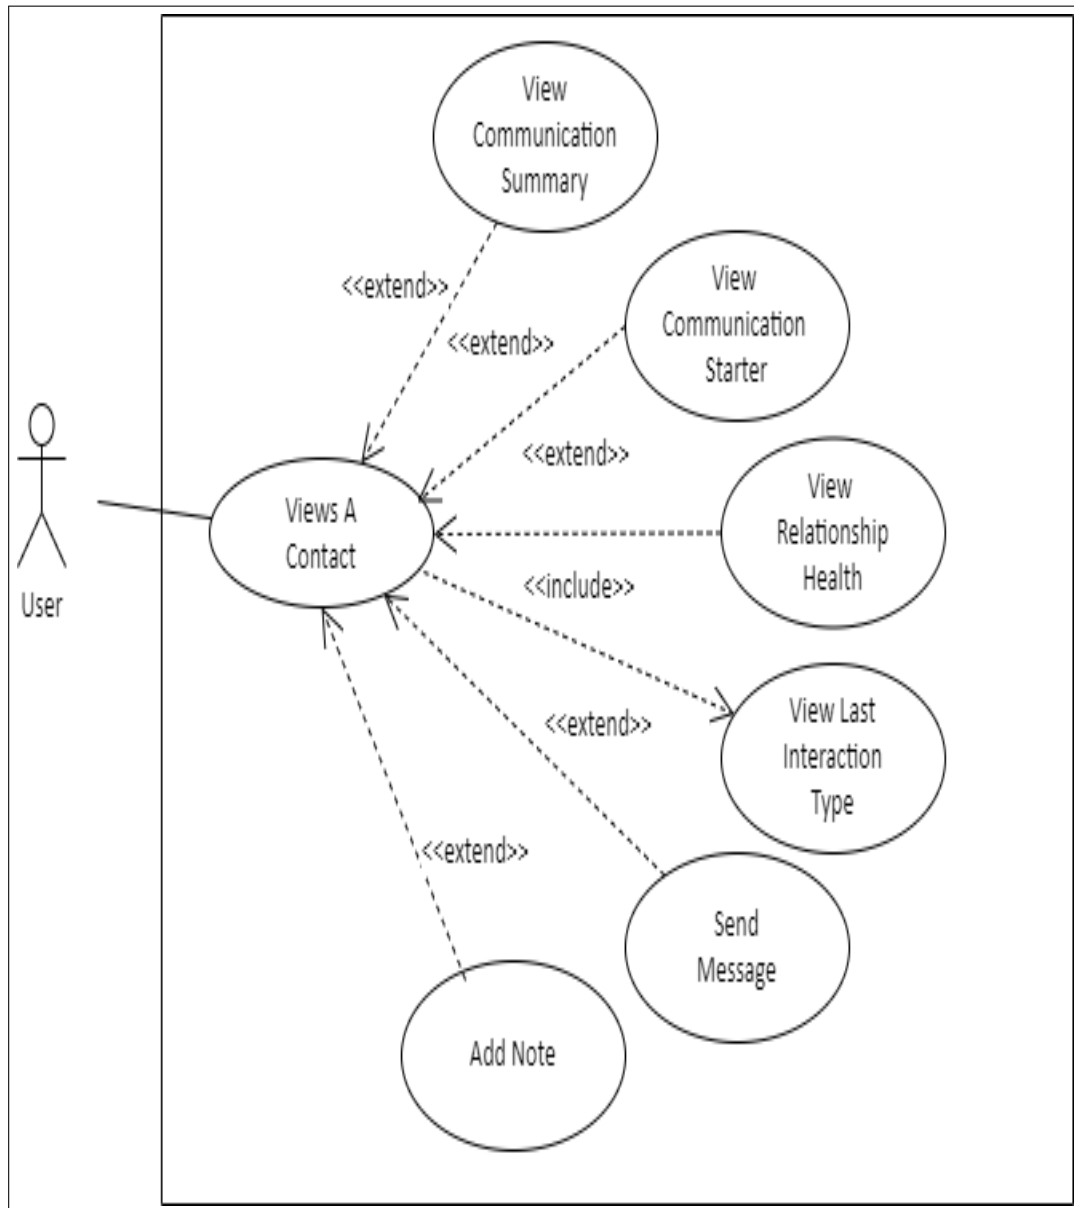 View
Communication
Summary
<<extend>>
View
Communication
Starter
<<extend>>
<<extend>>
Views A
Contact
View
Relationship
Health
User
<<include>>
View Last
Interaction
Type
<<extend>>
<<extend>>
Send
Message
Add Note